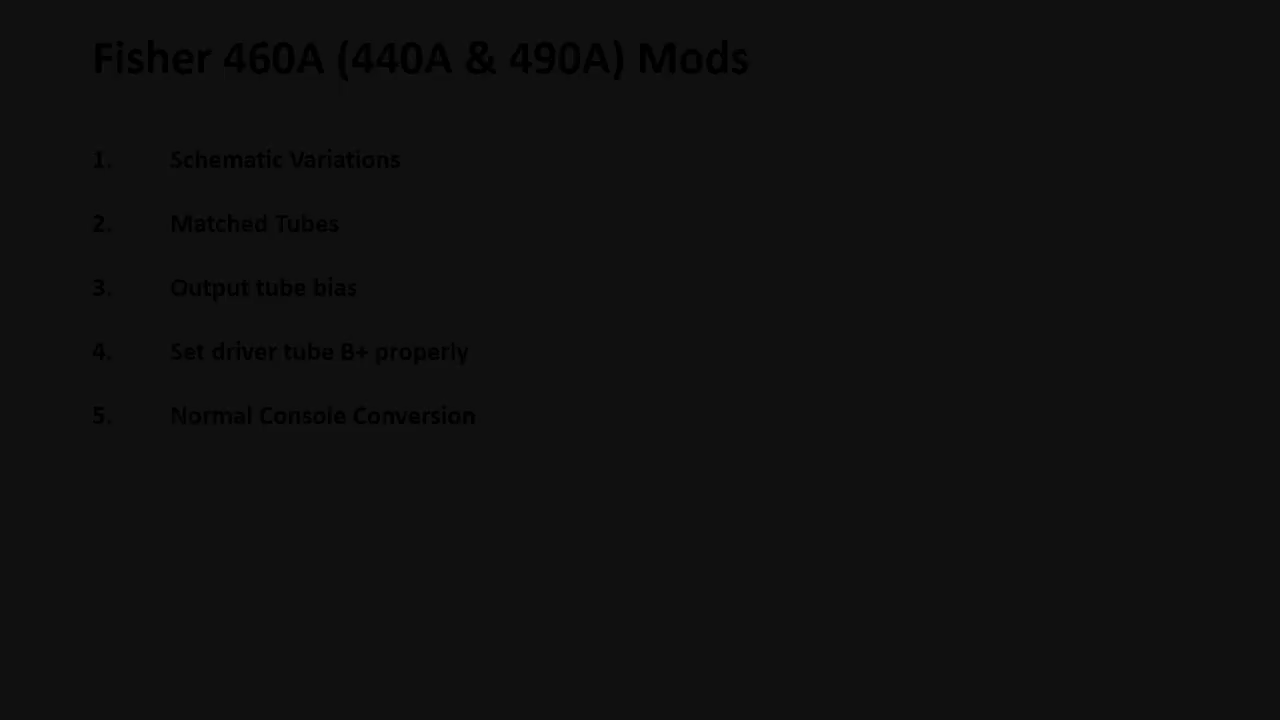 Fisher 460A (440A & 490A) Mods
1. Schematic Variations
2. Matched Tubes
3. Output tube bias
4. Set driver tube B+ properly
5. Normal Console Conversion